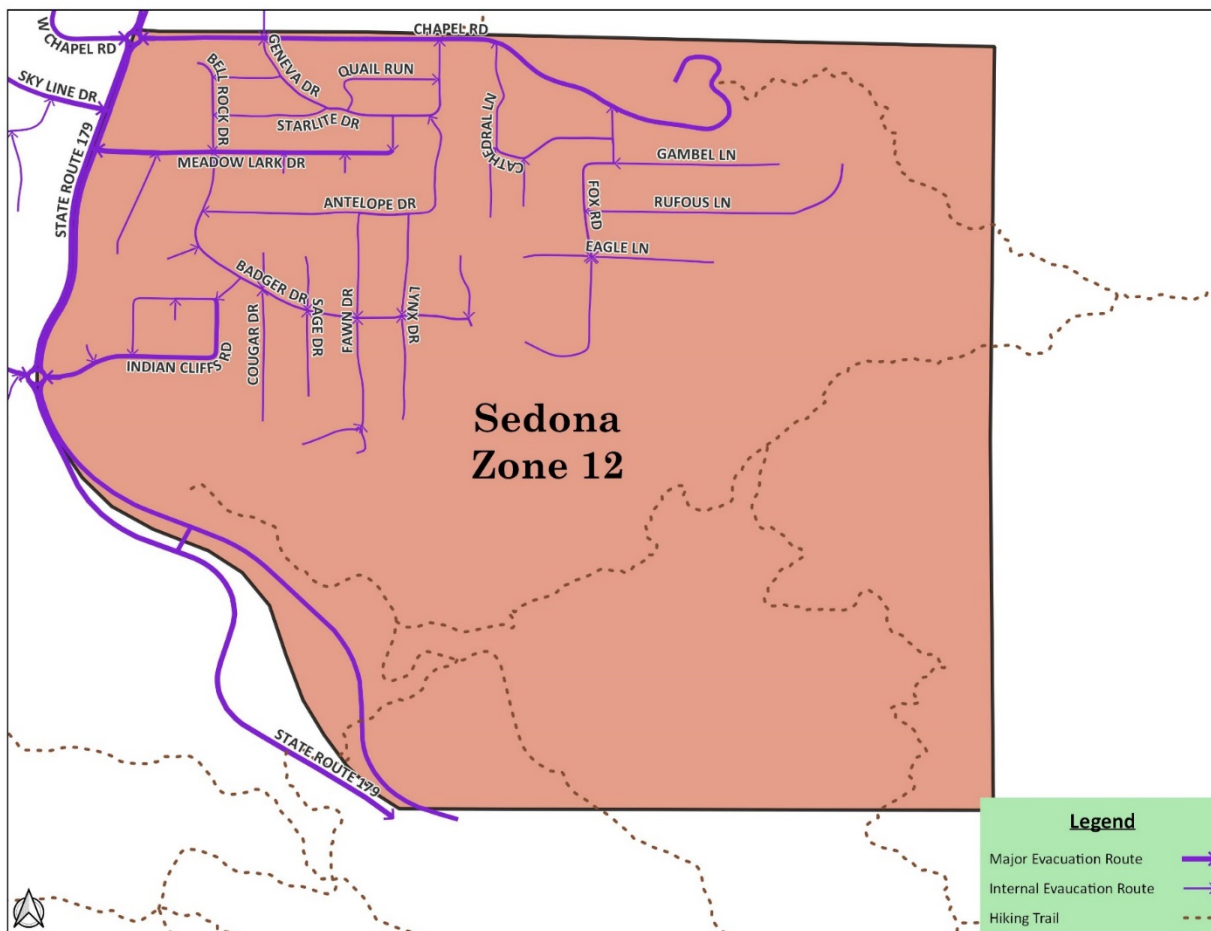 CHAPEL RD
W CHAPEL RD
GENEVA DR
BELL ROCK DR
QUAIL RUN
SKY LINE DR
STARLITE DR
CATHEDRAL LN
STATE ROUTE 179
MEADOW LARK DR
GAMBEL LN
ANTELOPE DR
FOX RD
RUFOUS LN
EAGLE LN
BADGER DR
COUGAR DR
SAGE DR
FAWN DR
LYNX DR
INDIAN CLIFFS RD
Sedona
Zone 12
STATE ROUTE 179
Legend
Major Evacuation Route
Internal Evaucation Route
Hiking Trail